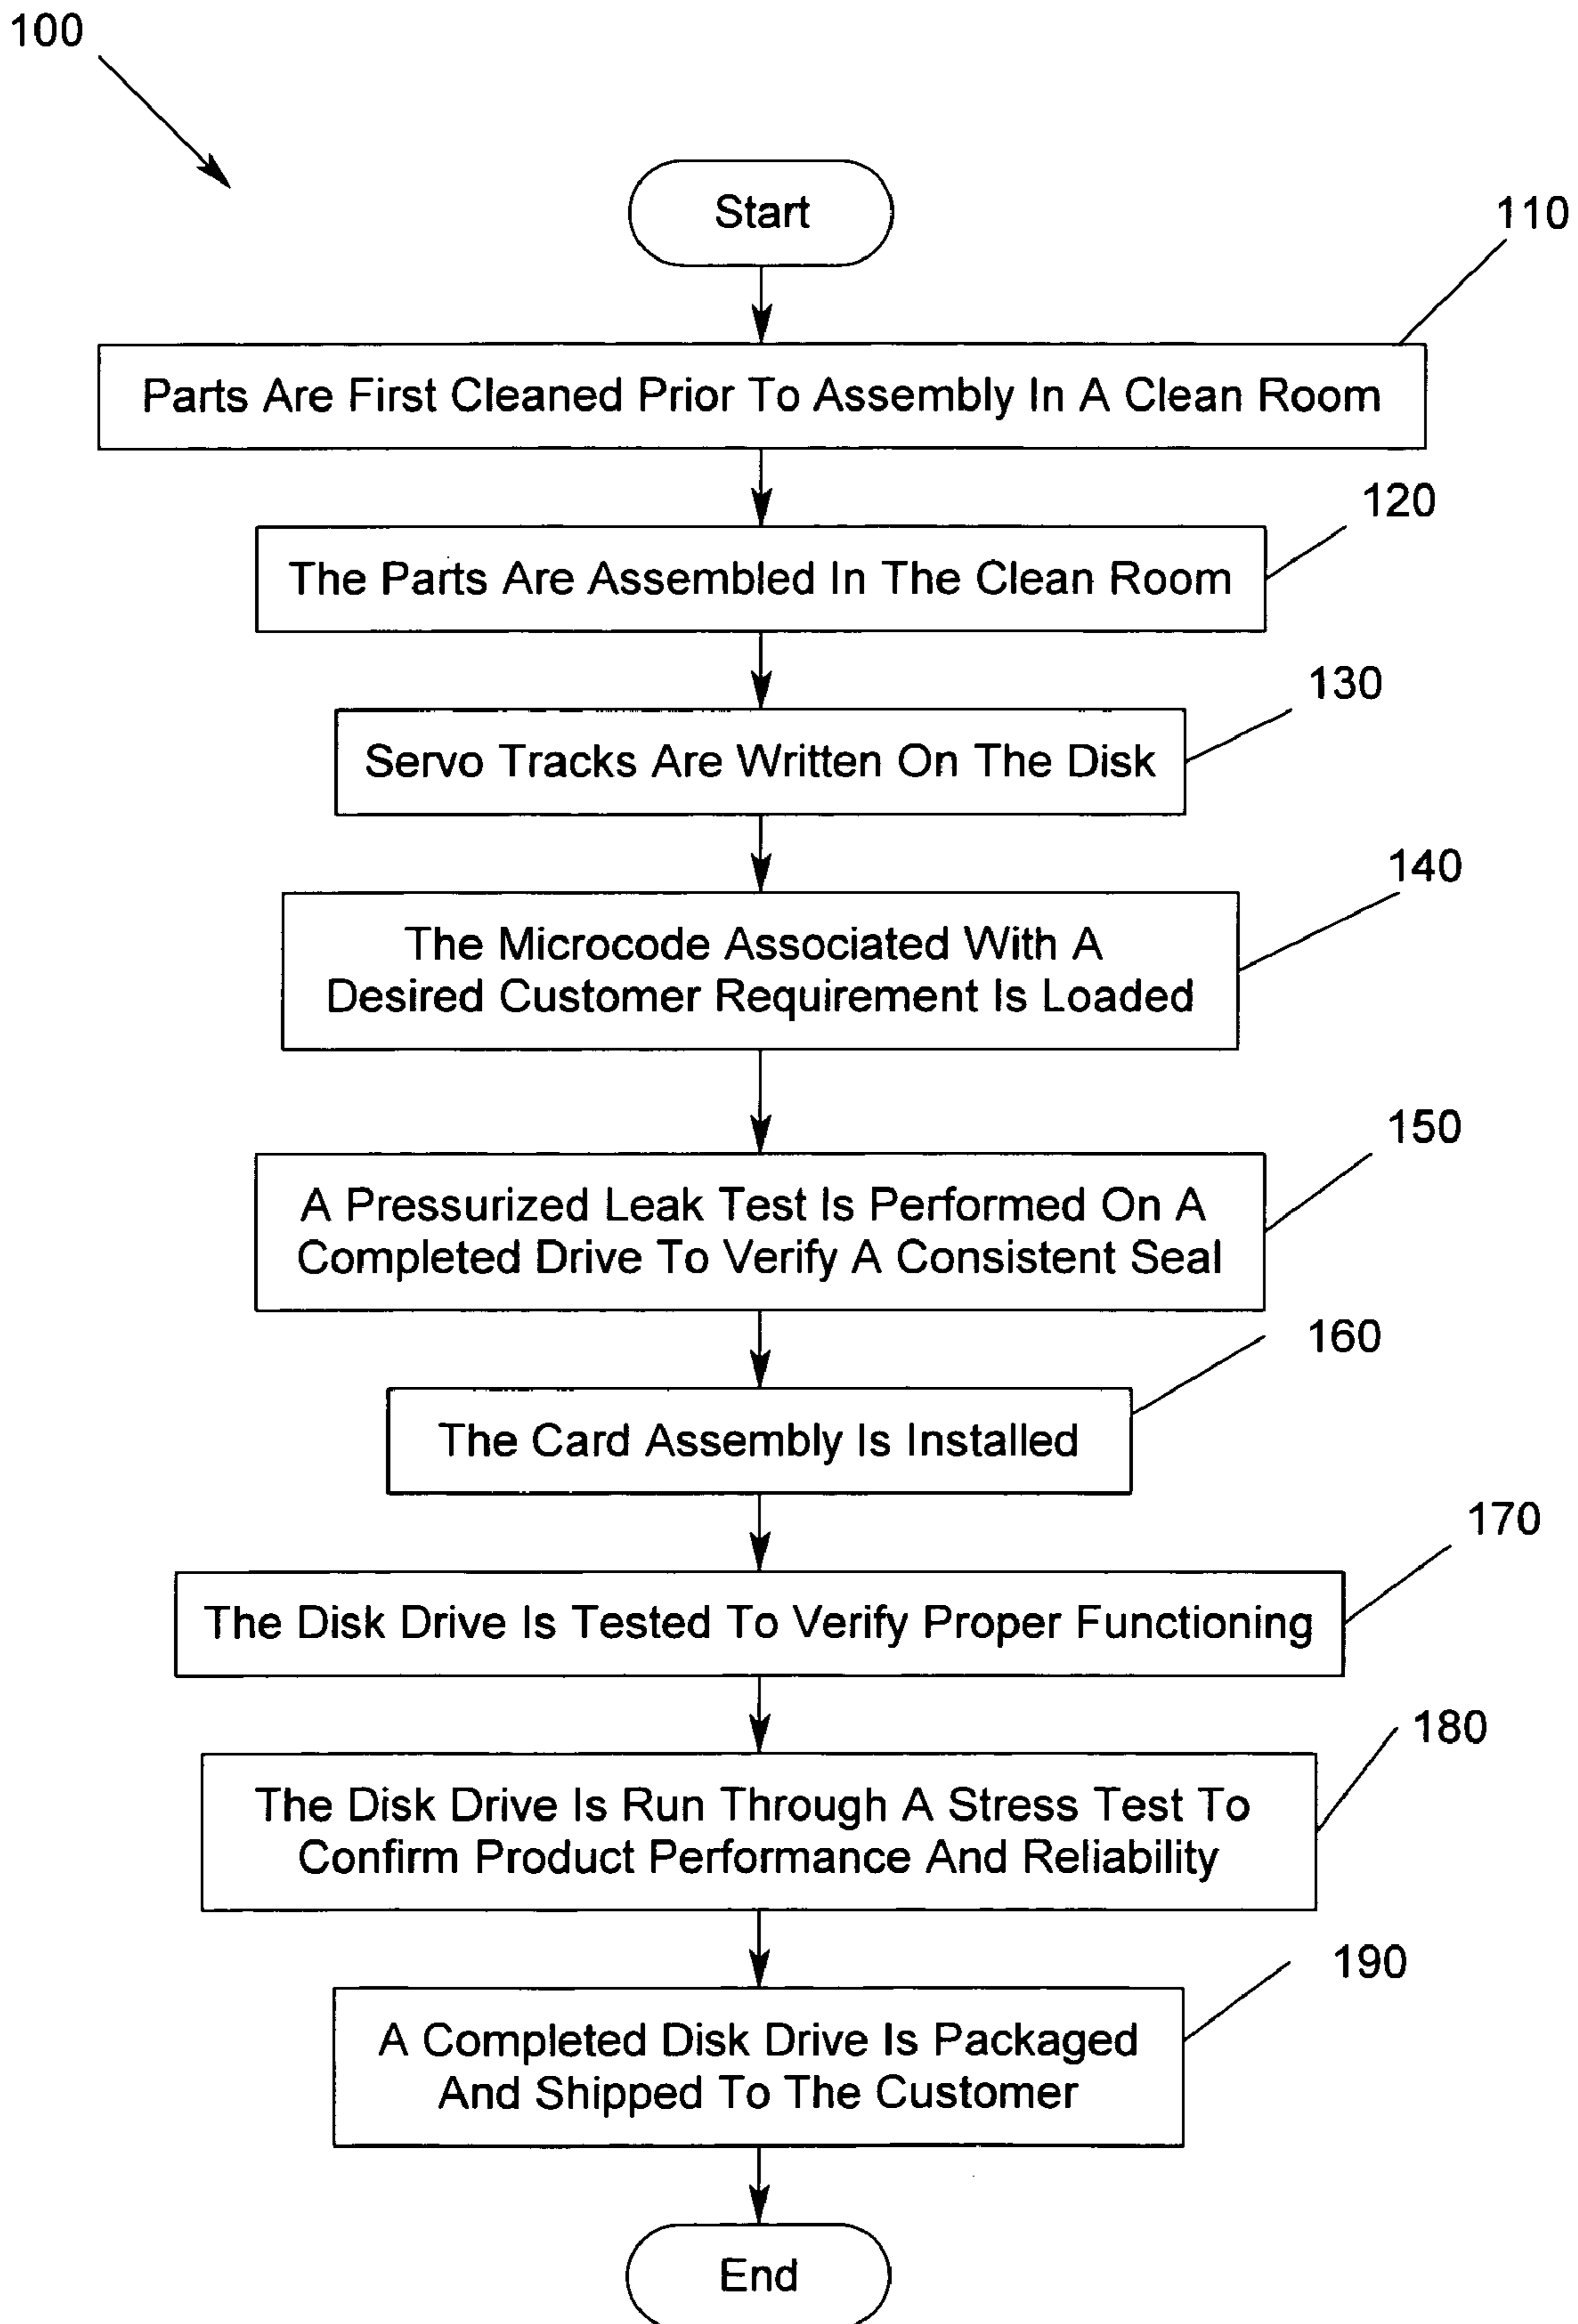 100
Start
110
Parts Are First Cleaned Prior To Assembly In A Clean Room
120
The Parts Are Assembled In The Clean Room
130
Servo Tracks Are Written On The Disk
140
The Microcode Associated With A
Desired Customer Requirement Is Loaded
150
A Pressurized Leak Test Is Performed On A
Completed Drive To Verify A Consistent Seal
160
The Card Assembly Is Installed
170
The Disk Drive Is Tested To Verify Proper Functioning
180
The Disk Drive Is Run Through A Stress Test To
Confirm Product Performance And Reliability
190
A Completed Disk Drive Is Packaged
And Shipped To The Customer
End